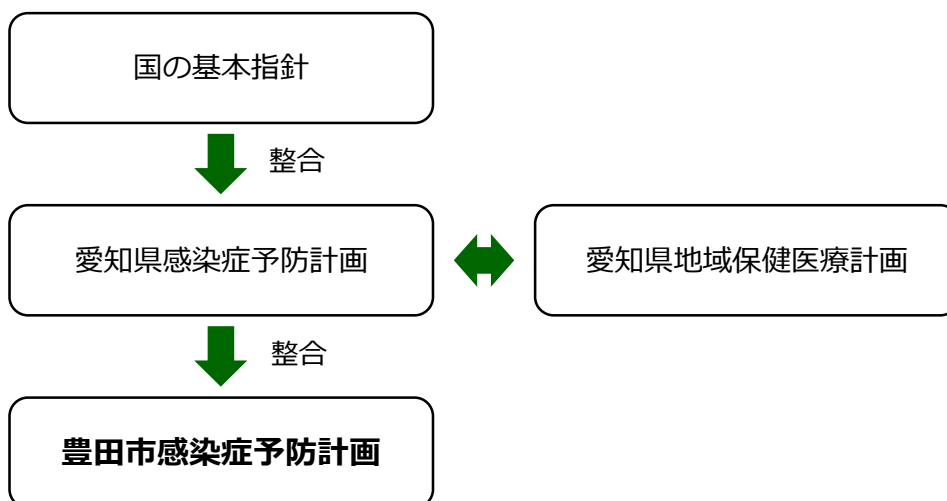 国の基本指針
整合
愛知県感染症予防計画
愛知県地域保健医療計画
整合
豊田市感染症予防計画